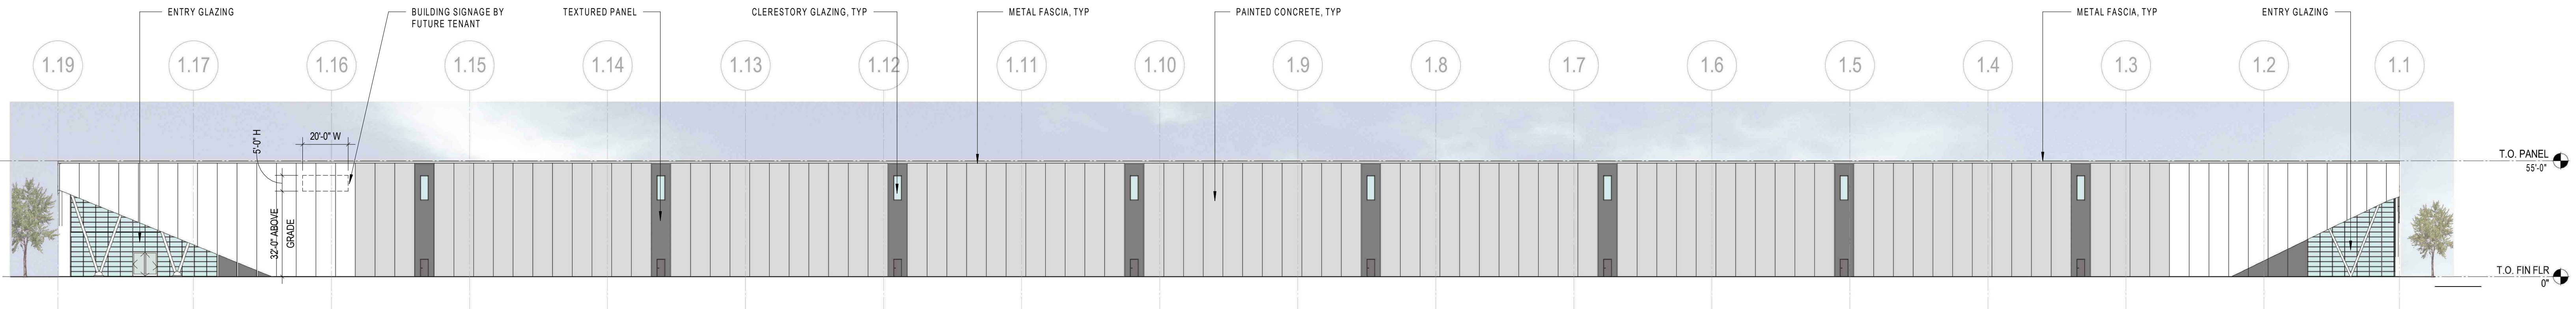 ENTRY GLAZING
BUILDING SIGNAGE BY
FUTURE TENANT
TEXTURED PANEL
CLERESTORY GLAZING, TYP
METAL FASCIA, TYP
PAINTED CONCRETE, TYP
METAL FASCIA, TYP
ENTRY GLAZING
1.19
1.17
1.16
1.15
1.14
1.13
1.12
1.11
1.10
1.9
1.8
1.7
1.6
1.5
1.4
1.3
1.2
1.1
5'-0" H
20'-0" W
32'-0" ABOVE
GRADE
T.O. PANEL
55'-0"
T.O. FIN FLR
0"